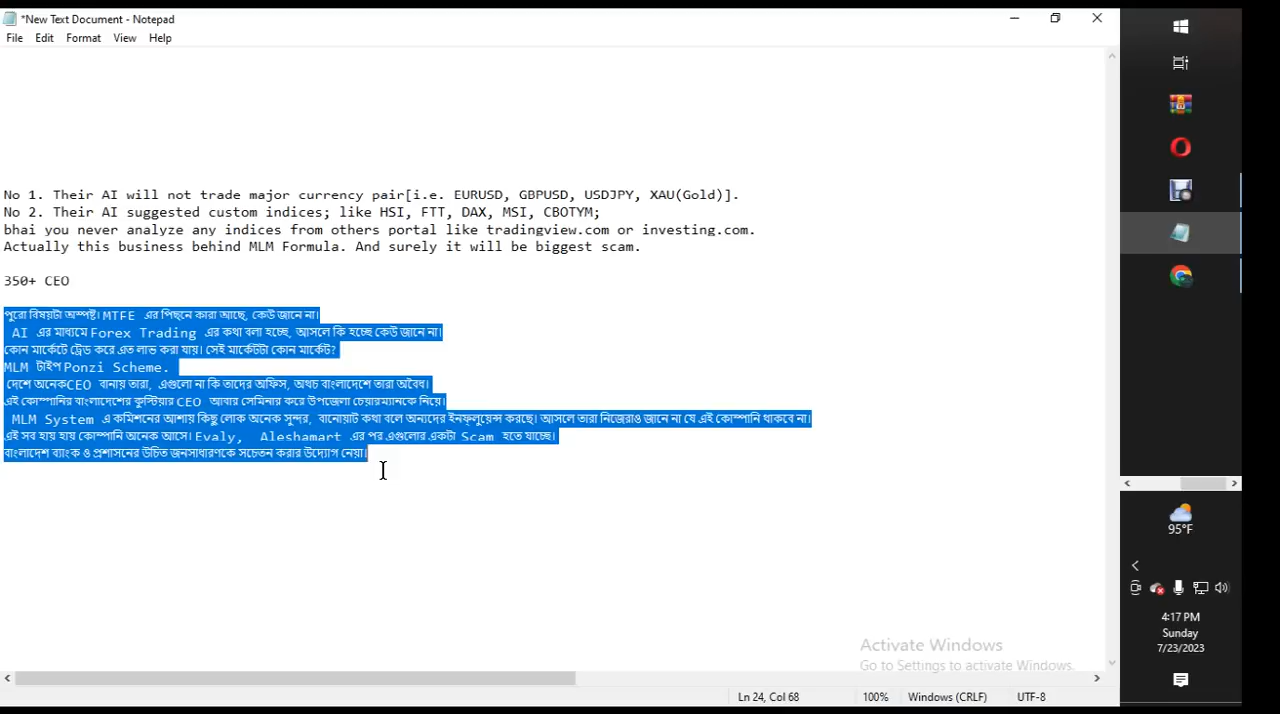 *New Text Document - Notepad
File Edit Format View Help
No 1. Their AI will not trade major currency pair[i.e. EURUSD, GBPUSD, USDJPY, XAU(Gold)].
No 2. Their AI suggested custom indices; like HSI, FTT, DAX, MSI, CBOTYM;
bhai you never analyze any indices from others portal like tradingview.com or investing.com.
Actually this business behind MLM Formula. And surely it will be biggest scam.
350+ CEO
পুরো বিষয়টা অস্পষ্ট। MTFE এর পিছনে কারা আছে, কেউ জানে না।
AI এর মাধ্যমে Forex Trading এর কথা বলা হচ্ছে, আসলে কি হচ্ছে কেউ জানে না।
কোন মার্কেটে ট্রেড করে এত লাভ করা যায়। সেই মার্কেটটা কোন মার্কেট?
MLM টাইপ Ponzi Scheme.
দেশে অনেকCEO বানায় তারা, এগুলো না কি তাদের অফিস, অথচ বাংলাদেশে তারা অবৈধ।
এই কোম্পানির বাংলাদেশের কুস্টিয়ার CEO আবার সেমিনার করে উপজেলা চেয়ারম্যানকে নিয়ে।
MLM System এ কমিশনের আশায় কিছু লোক অনেক সুন্দর, বানোয়াট কথা বলে অন্যদের ইনফ্লুয়েন্স করছে। আসলে তারা নিজেরাও জানে না যে এই কোম্পানি থাকবে না।
এই সব হায় হায় কোম্পানি অনেক আসে। Evaly, Aleshamart এর পর এগুলোর একটা Scam হতে যাচ্ছে।
বাংলাদেশ ব্যাংক ও প্রশাসনের উচিত জনসাধারণকে সচেতন করার উদ্যোগ নেয়া।
Activate Windows
Go to Settings to activate Windows.
Ln 24, Col 68 100% Windows (CRLF) UTF-8
95°F
4:17 PM
Sunday
7/23/2023